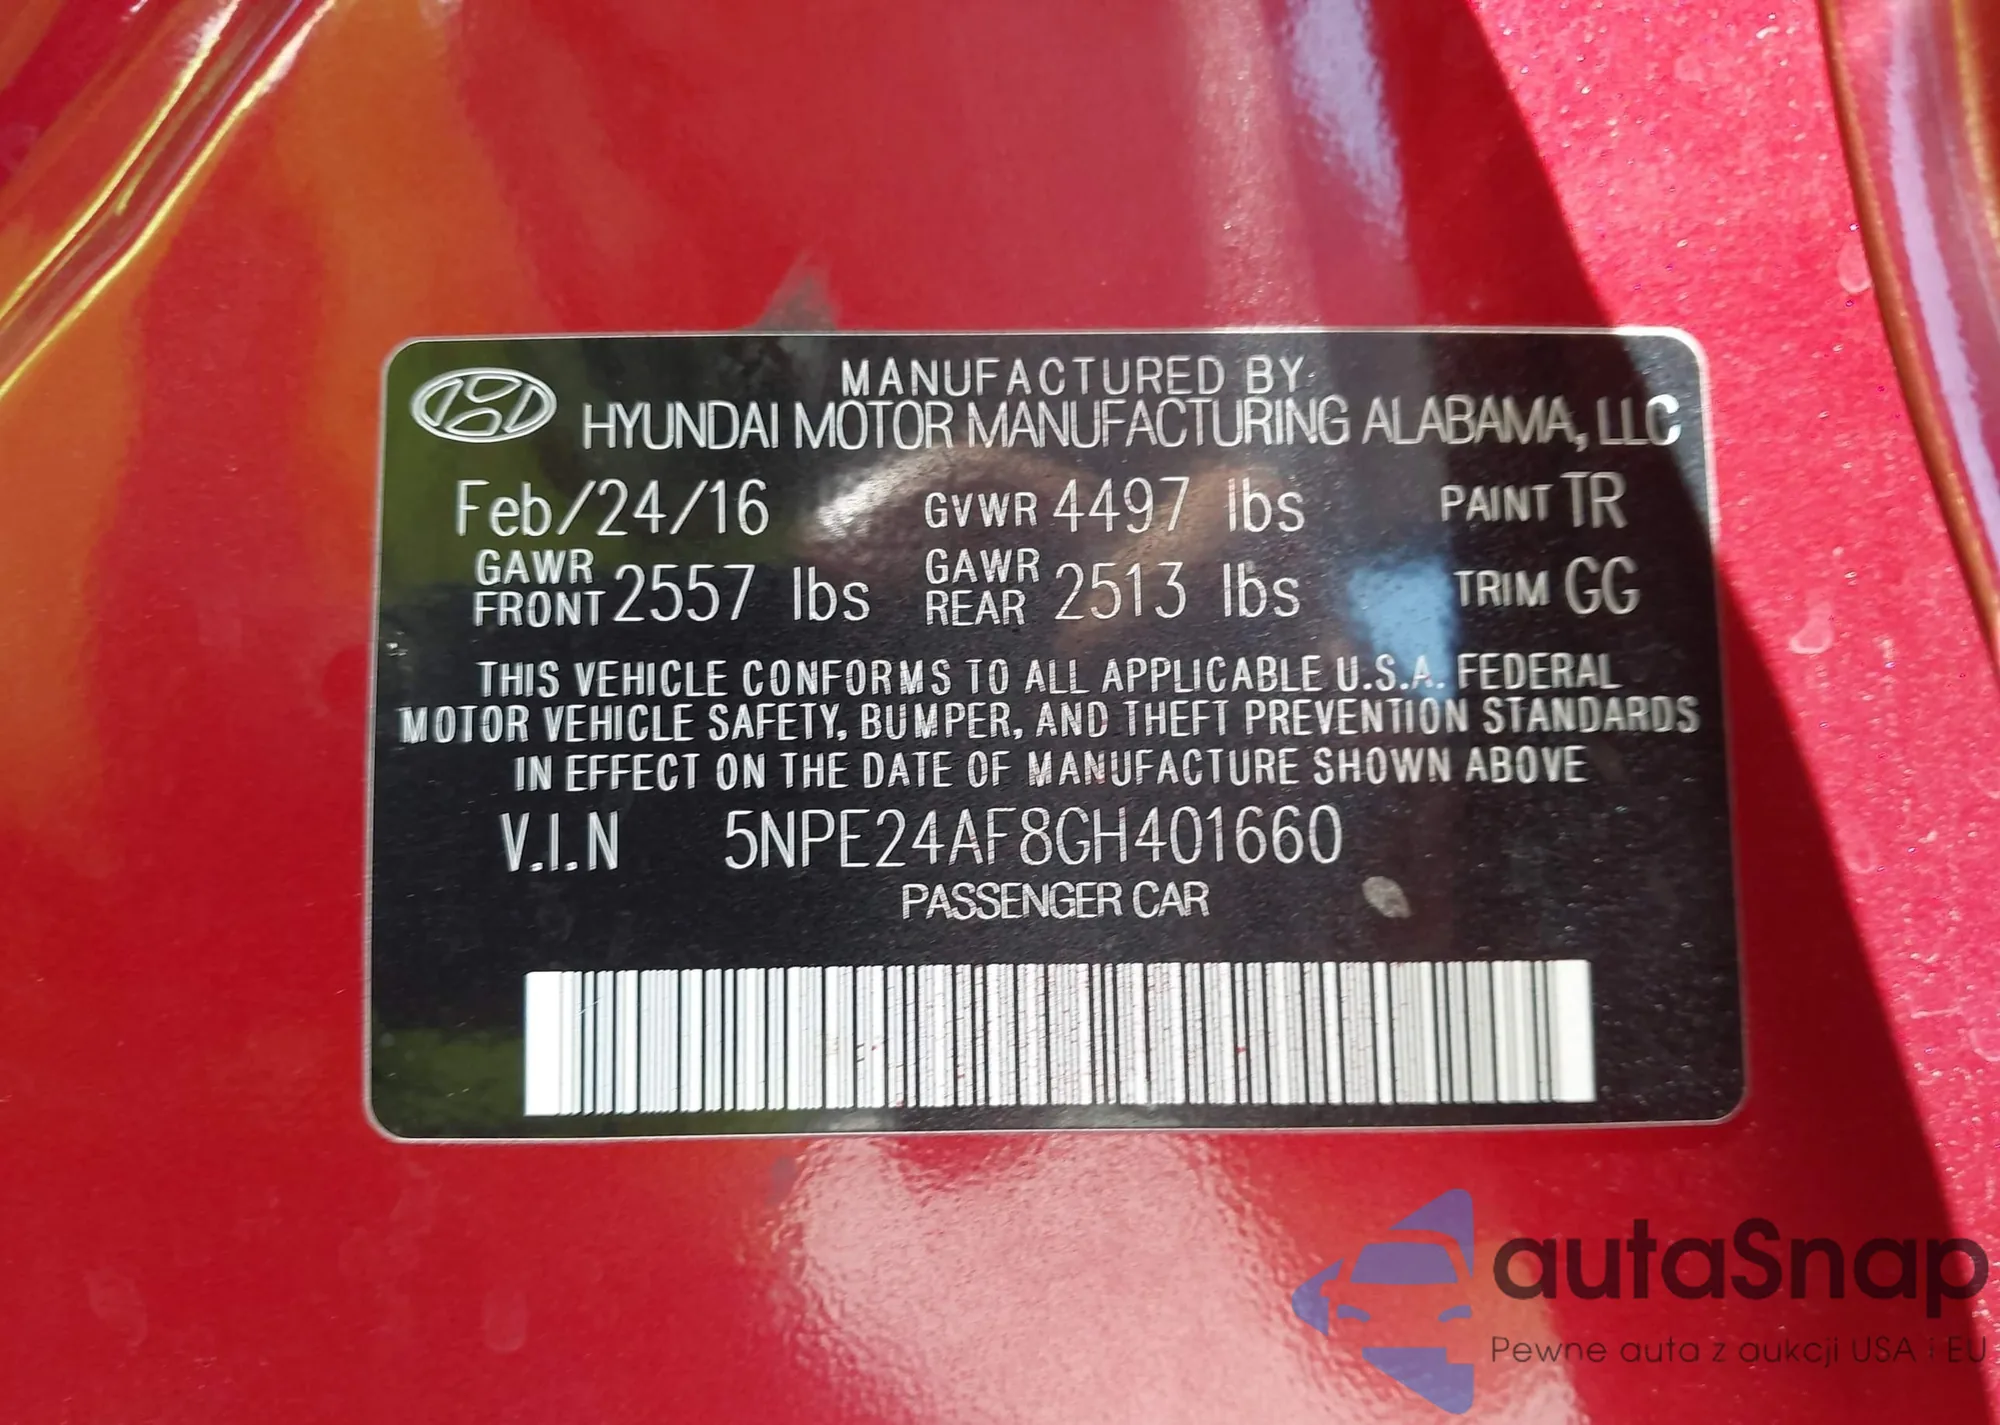 MANUFACTURED BY
HYUNDAI MOTOR MANUFACTURING ALABAMA, LLC
Feb/24/16 GVWR 4497 lbs PAINT TR
GAWR FRONT 2557 lbs GAWR REAR 2513 lbs TRIM GG
THIS VEHICLE CONFORMS TO ALL APPLICABLE U.S.A. FEDERAL
MOTOR VEHICLE SAFETY, BUMPER, AND THEFT PREVENTION STANDARDS
IN EFFECT ON THE DATE OF MANUFACTURE SHOWN ABOVE
V.I.N 5NPE24AF8GH401660
PASSENGER CAR
autaSnap
Pewne auta z aukcji USA i EU